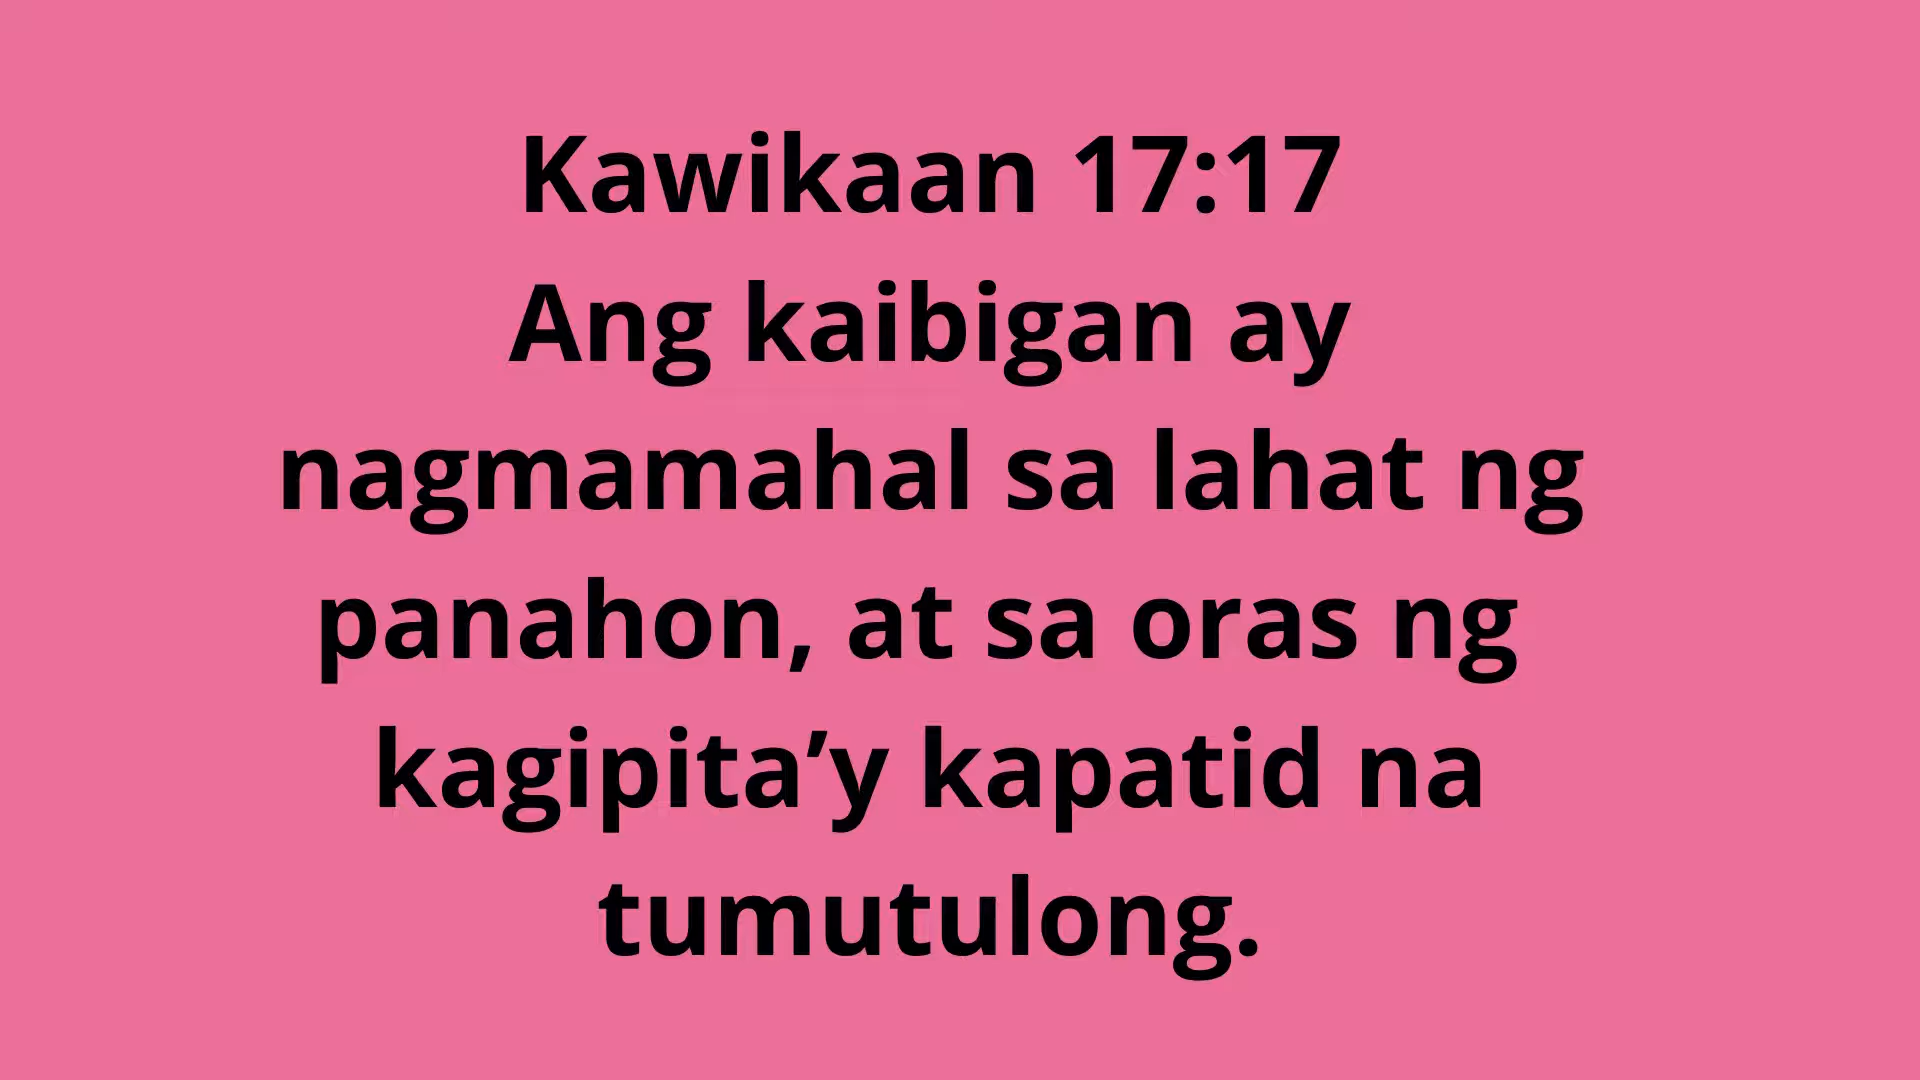 Kawikaan 17:17
Ang kaibigan ay
nagmamahal sa lahat ng
panahon, at sa oras ng
kagipita’y kapatid na
tumutulong.